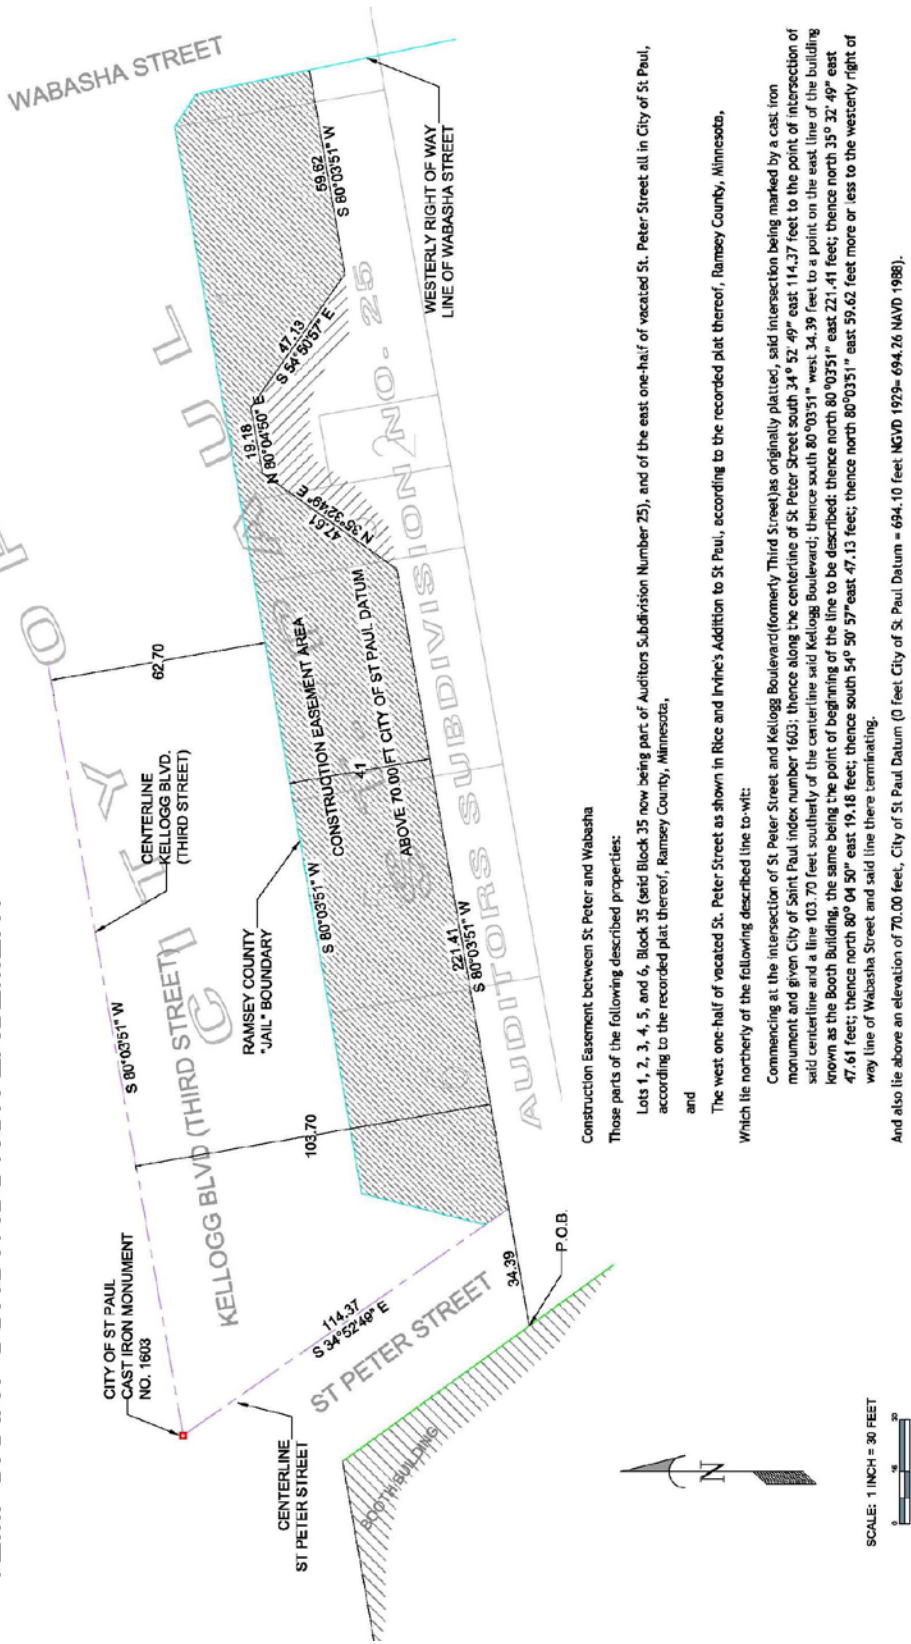 WABASHA STREET
CITY OF ST PAUL
CAST IRON MONUMENT
NO. 1603
S 80°03'51" W
CENTERLINE
KELLOGG BLVD.
(THIRD STREET)
62.70
KELLOGG BLVD (THIRD STREET)
CITY OF
PAUL
103.70
RAMSEY COUNTY
"JAIL" BOUNDARY
S 80°03'51" W
CONSTRUCTION EASEMENT AREA
41
ABOVE 70.00 FT CITY OF ST PAUL DATUM
47.61
N 35°32'49" E
19.18
N 80°04'50" E
47.13
S 54°50'57" E
59.62
S 80°03'51" W
114.37
S 34°52'49" E
CENTERLINE
ST PETER STREET
ST PETER STREET
34.39
P.O.B.
221.41
S 80°03'51" W
AUDITORS SUBDIVISION NO. 25
2
WESTERLY RIGHT OF WAY
LINE OF WABASHA STREET
BOOTH BUILDING
N
SCALE: 1 INCH = 30 FEET
0
30
Construction Easement between St Peter and Wabasha
Those parts of the following described properties:
Lots 1, 2, 3, 4, 5, and 6, Block 35 (said Block 35 now being part of Auditors Subdivision Number 25), and of the east one-half of vacated St. Peter Street all in City of St Paul,
according to the recorded plat thereof, Ramsey County, Minnesota,
and
The west one-half of vacated St. Peter Street as shown in Rice and Irvine's Addition to St Paul, according to the recorded plat thereof, Ramsey County, Minnesota,
Which lie northerly of the following described line to-wit:
Commencing at the intersection of St Peter Street and Kellogg Boulevard(formerly Third Street)as originally platted, said intersection being marked by a cast iron
monument and given City of Saint Paul index number 1603; thence along the centerline of St Peter Street south 34° 52' 49" east 114.37 feet to the point of intersection of
said centerline and a line 103.70 feet southerly of the centerline said Kellogg Boulevard; thence south 80°03'51" west 34.39 feet to a point on the east line of the building
known as the Booth Building, the same being the point of beginning of the line to be described: thence north 80°03'51" east 221.41 feet; thence north 35° 32' 49" east
47.61 feet; thence north 80° 04 50" east 19.18 feet; thence south 54° 50' 57"east 47.13 feet; thence north 80°03'51" east 59.62 feet more or less to the westerly right of
way line of Wabasha Street and said line there terminating.
And also lie above an elevation of 70.00 feet, City of St Paul Datum (0 feet City of St Paul Datum = 694.10 feet NGVD 1929= 694.26 NAVD 1988).